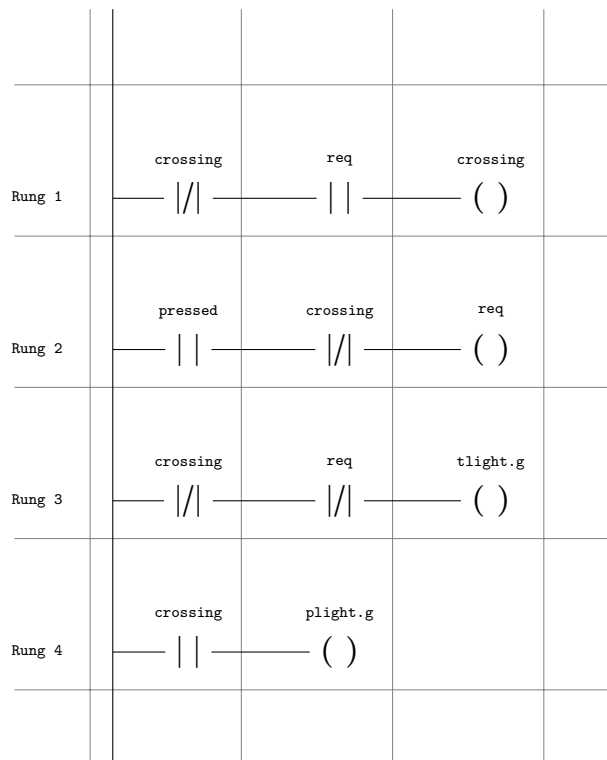 crossing req crossing
Rung 1
pressed crossing req
Rung 2
crossing req tlight.g
Rung 3
crossing plight.g
Rung 4